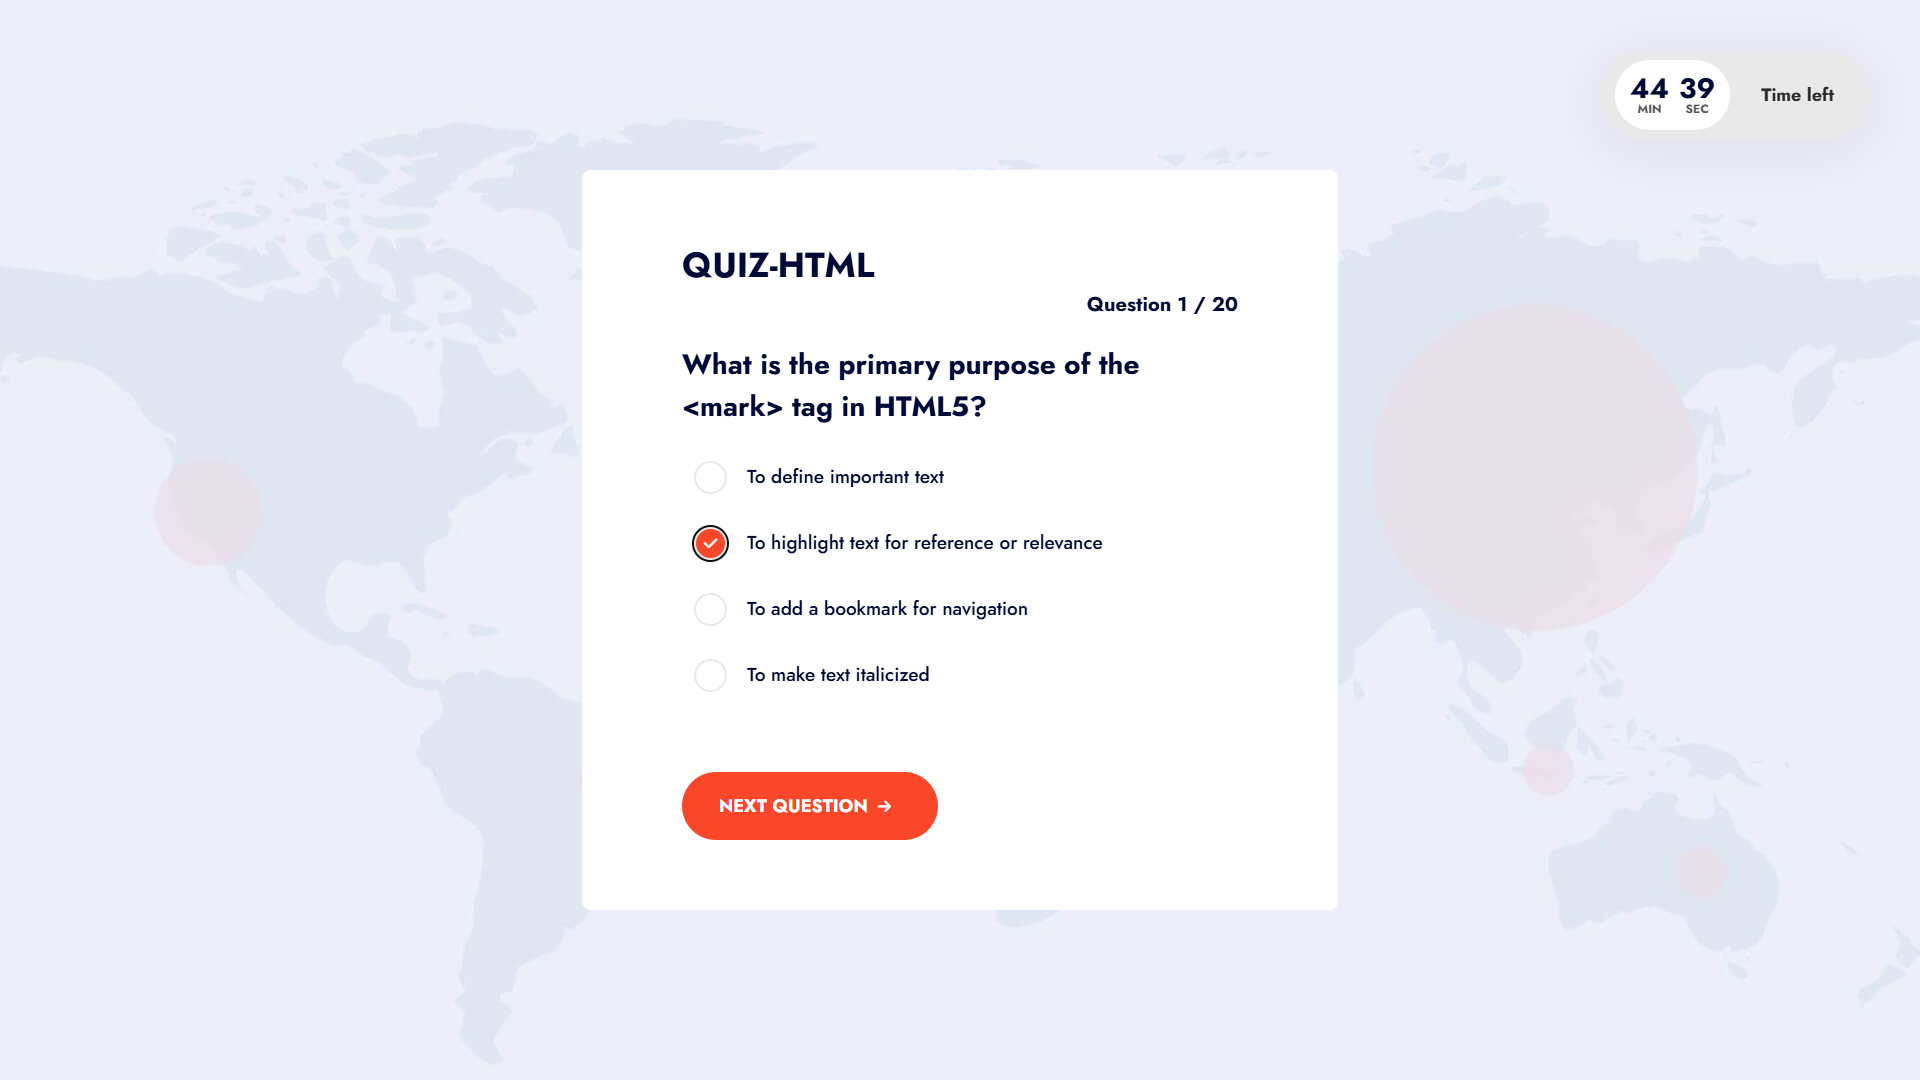 44 39
MIN SEC
Time left
QUIZ-HTML
Question 1 / 20
What is the primary purpose of the
<mark> tag in HTML5?
To define important text
To highlight text for reference or relevance
To add a bookmark for navigation
To make text italicized
NEXT QUESTION →